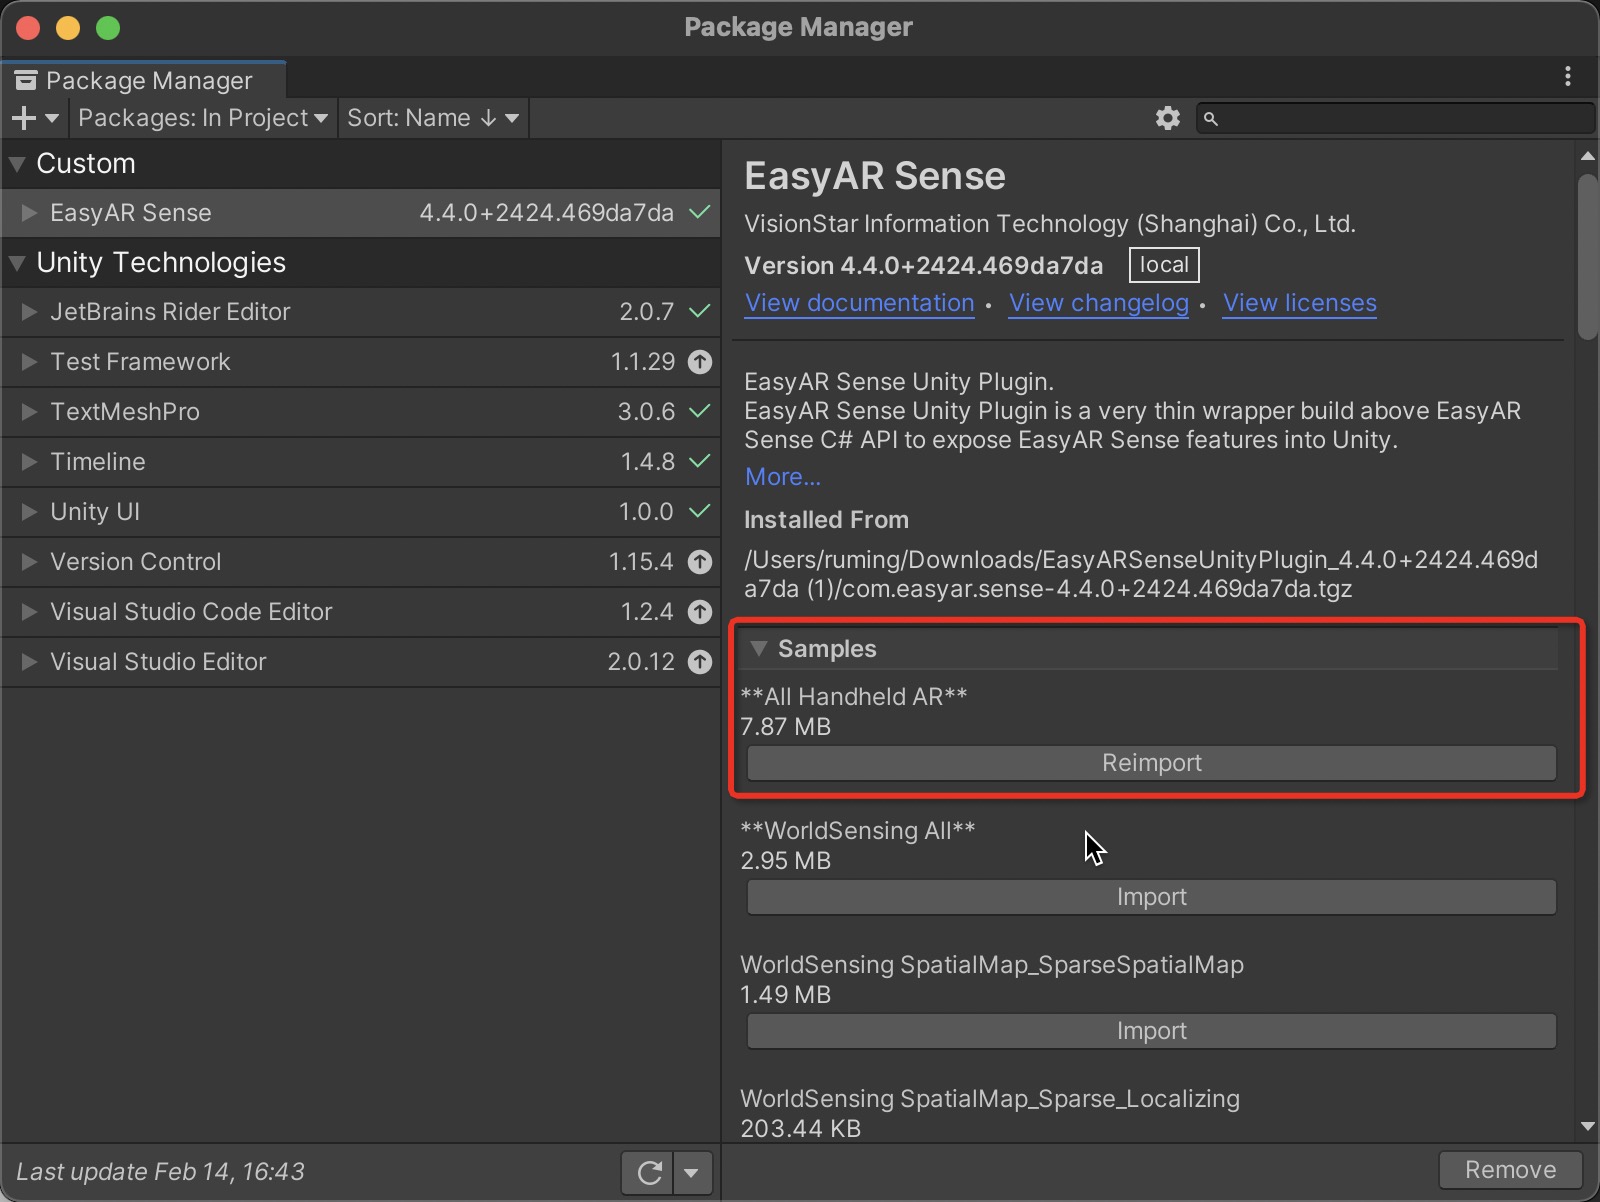 Package Manager
Package Manager
Packages: In Project
Sort: Name ↓
Custom
EasyAR Sense 4.4.0+2424.469da7da
Unity Technologies
JetBrains Rider Editor 2.0.7
Test Framework 1.1.29
TextMeshPro 3.0.6
Timeline 1.4.8
Unity UI 1.0.0
Version Control 1.15.4
Visual Studio Code Editor 1.2.4
Visual Studio Editor 2.0.12
Last update Feb 14, 16:43
EasyAR Sense
VisionStar Information Technology (Shanghai) Co., Ltd.
Version 4.4.0+2424.469da7da local
View documentation • View changelog • View licenses
EasyAR Sense Unity Plugin.
EasyAR Sense Unity Plugin is a very thin wrapper build above EasyAR
Sense C# API to expose EasyAR Sense features into Unity.
More...
Installed From
/Users/ruming/Downloads/EasyARSenseUnityPlugin_4.4.0+2424.469d
a7da (1)/com.easyar.sense-4.4.0+2424.469da7da.tgz
Samples
**All Handheld AR**
7.87 MB
Reimport
**WorldSensing All**
2.95 MB
Import
WorldSensing SpatialMap_SparseSpatialMap
1.49 MB
Import
WorldSensing SpatialMap_Sparse_Localizing
203.44 KB
Remove